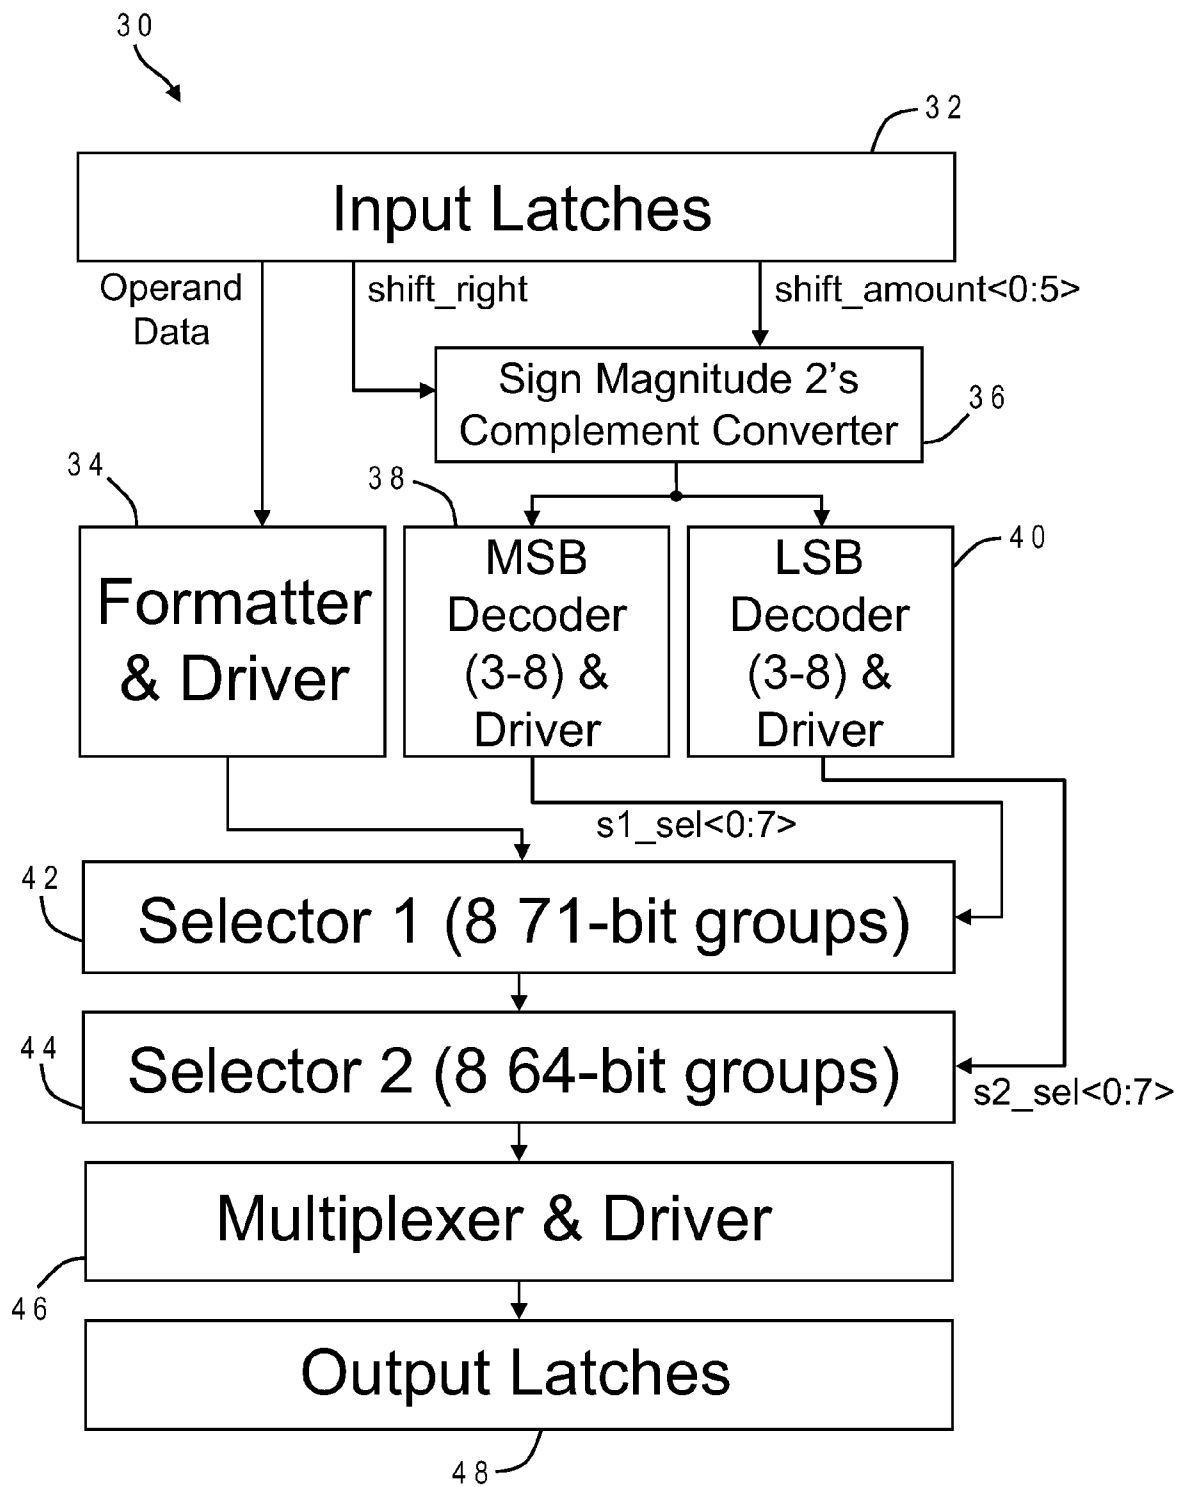 30
32
Input Latches
Operand
Data
shift_right
shift_amount<0:5>
Sign Magnitude 2's
Complement Converter
36
34
38
40
Formatter
& Driver
MSB
Decoder
(3-8) &
Driver
LSB
Decoder
(3-8) &
Driver
s1_sel<0:7>
42
Selector 1 (8 71-bit groups)
44
Selector 2 (8 64-bit groups)
s2_sel<0:7>
Multiplexer & Driver
46
Output Latches
48